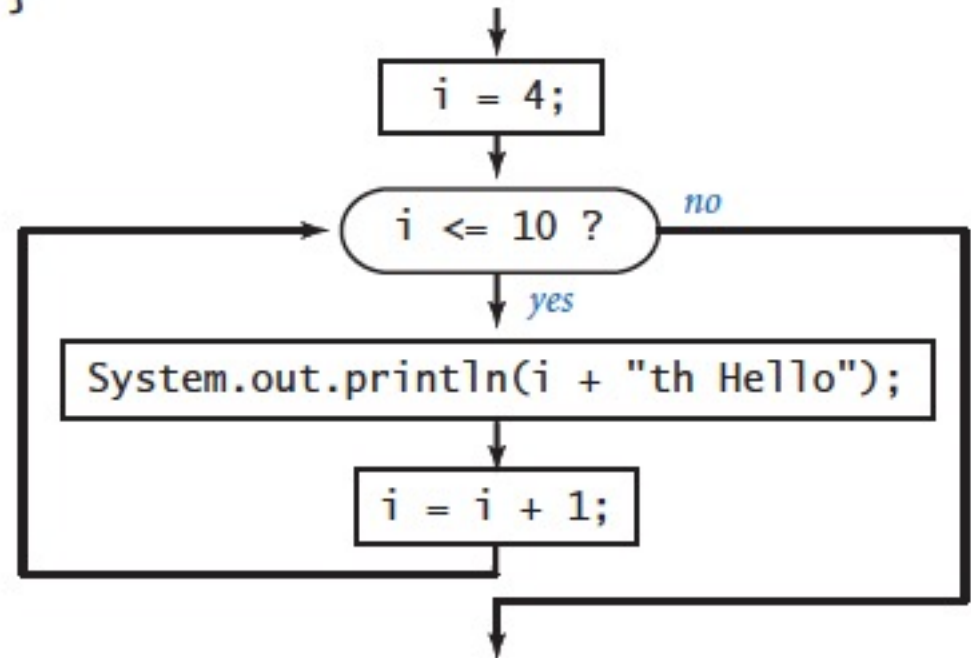 }
i = 4;
i <= 10 ?
no
yes
System.out.println(i + "th Hello");
i = i + 1;